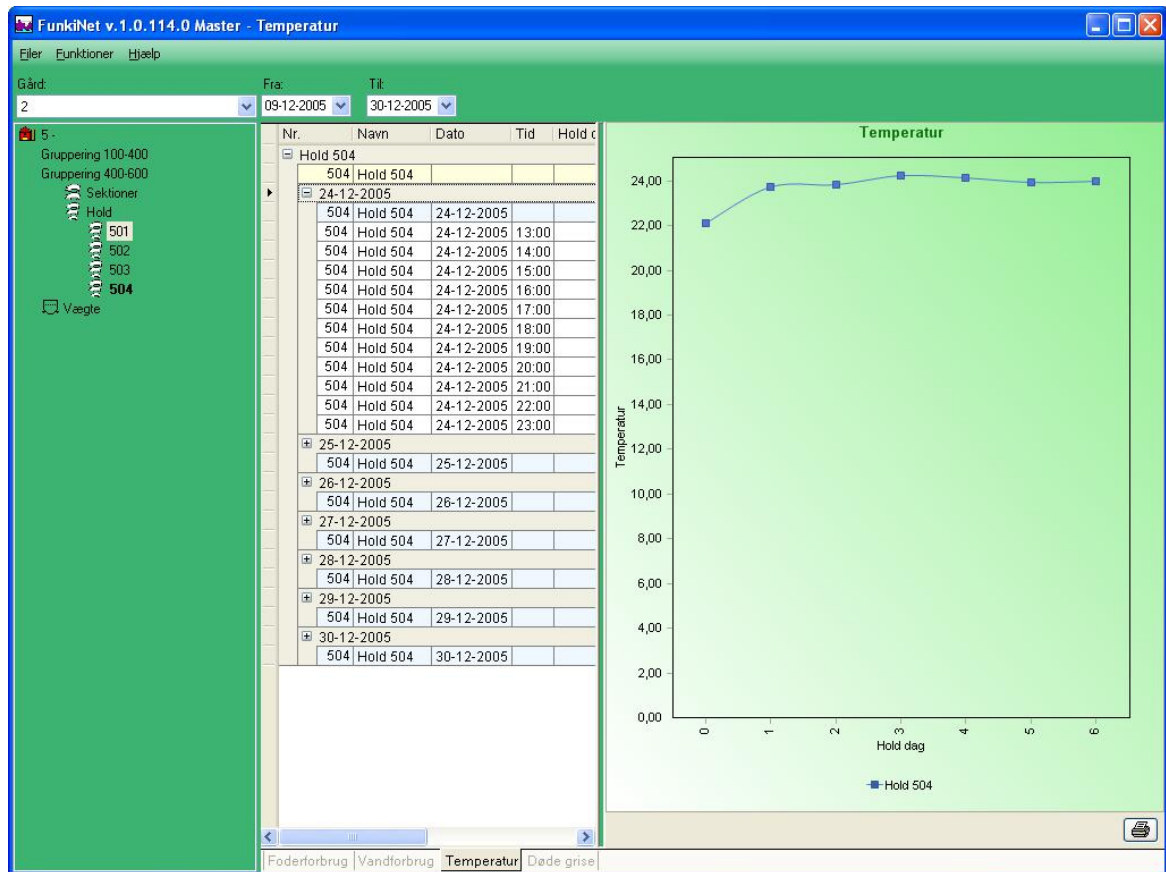 FunkiNet v.1.0.114.0 Master - Temperatur
Filer Funktioner Hjælp
Gård: Fra: Til:
2 09-12-2005 30-12-2005
5 -
Gruppering 100-400
Gruppering 400-600
Sektioner
Hold
501
502
503
504
Vægte
Nr. Navn Dato Tid Hold
Hold 504
504 Hold 504
24-12-2005
504 Hold 504 24-12-2005
504 Hold 504 24-12-2005 13:00
504 Hold 504 24-12-2005 14:00
504 Hold 504 24-12-2005 15:00
504 Hold 504 24-12-2005 16:00
504 Hold 504 24-12-2005 17:00
504 Hold 504 24-12-2005 18:00
504 Hold 504 24-12-2005 19:00
504 Hold 504 24-12-2005 20:00
504 Hold 504 24-12-2005 21:00
504 Hold 504 24-12-2005 22:00
504 Hold 504 24-12-2005 23:00
25-12-2005
504 Hold 504 25-12-2005
26-12-2005
504 Hold 504 26-12-2005
27-12-2005
504 Hold 504 27-12-2005
28-12-2005
504 Hold 504 28-12-2005
29-12-2005
504 Hold 504 29-12-2005
30-12-2005
504 Hold 504 30-12-2005
Foderforbrug Vandforbrug Temperatur Døde grise
Temperatur
24,00
22,00
20,00
18,00
16,00
14,00
12,00
10,00
8,00
6,00
4,00
2,00
0,00
Temperatur
0 1 2 3 4 5 6
Hold dag
Hold 504